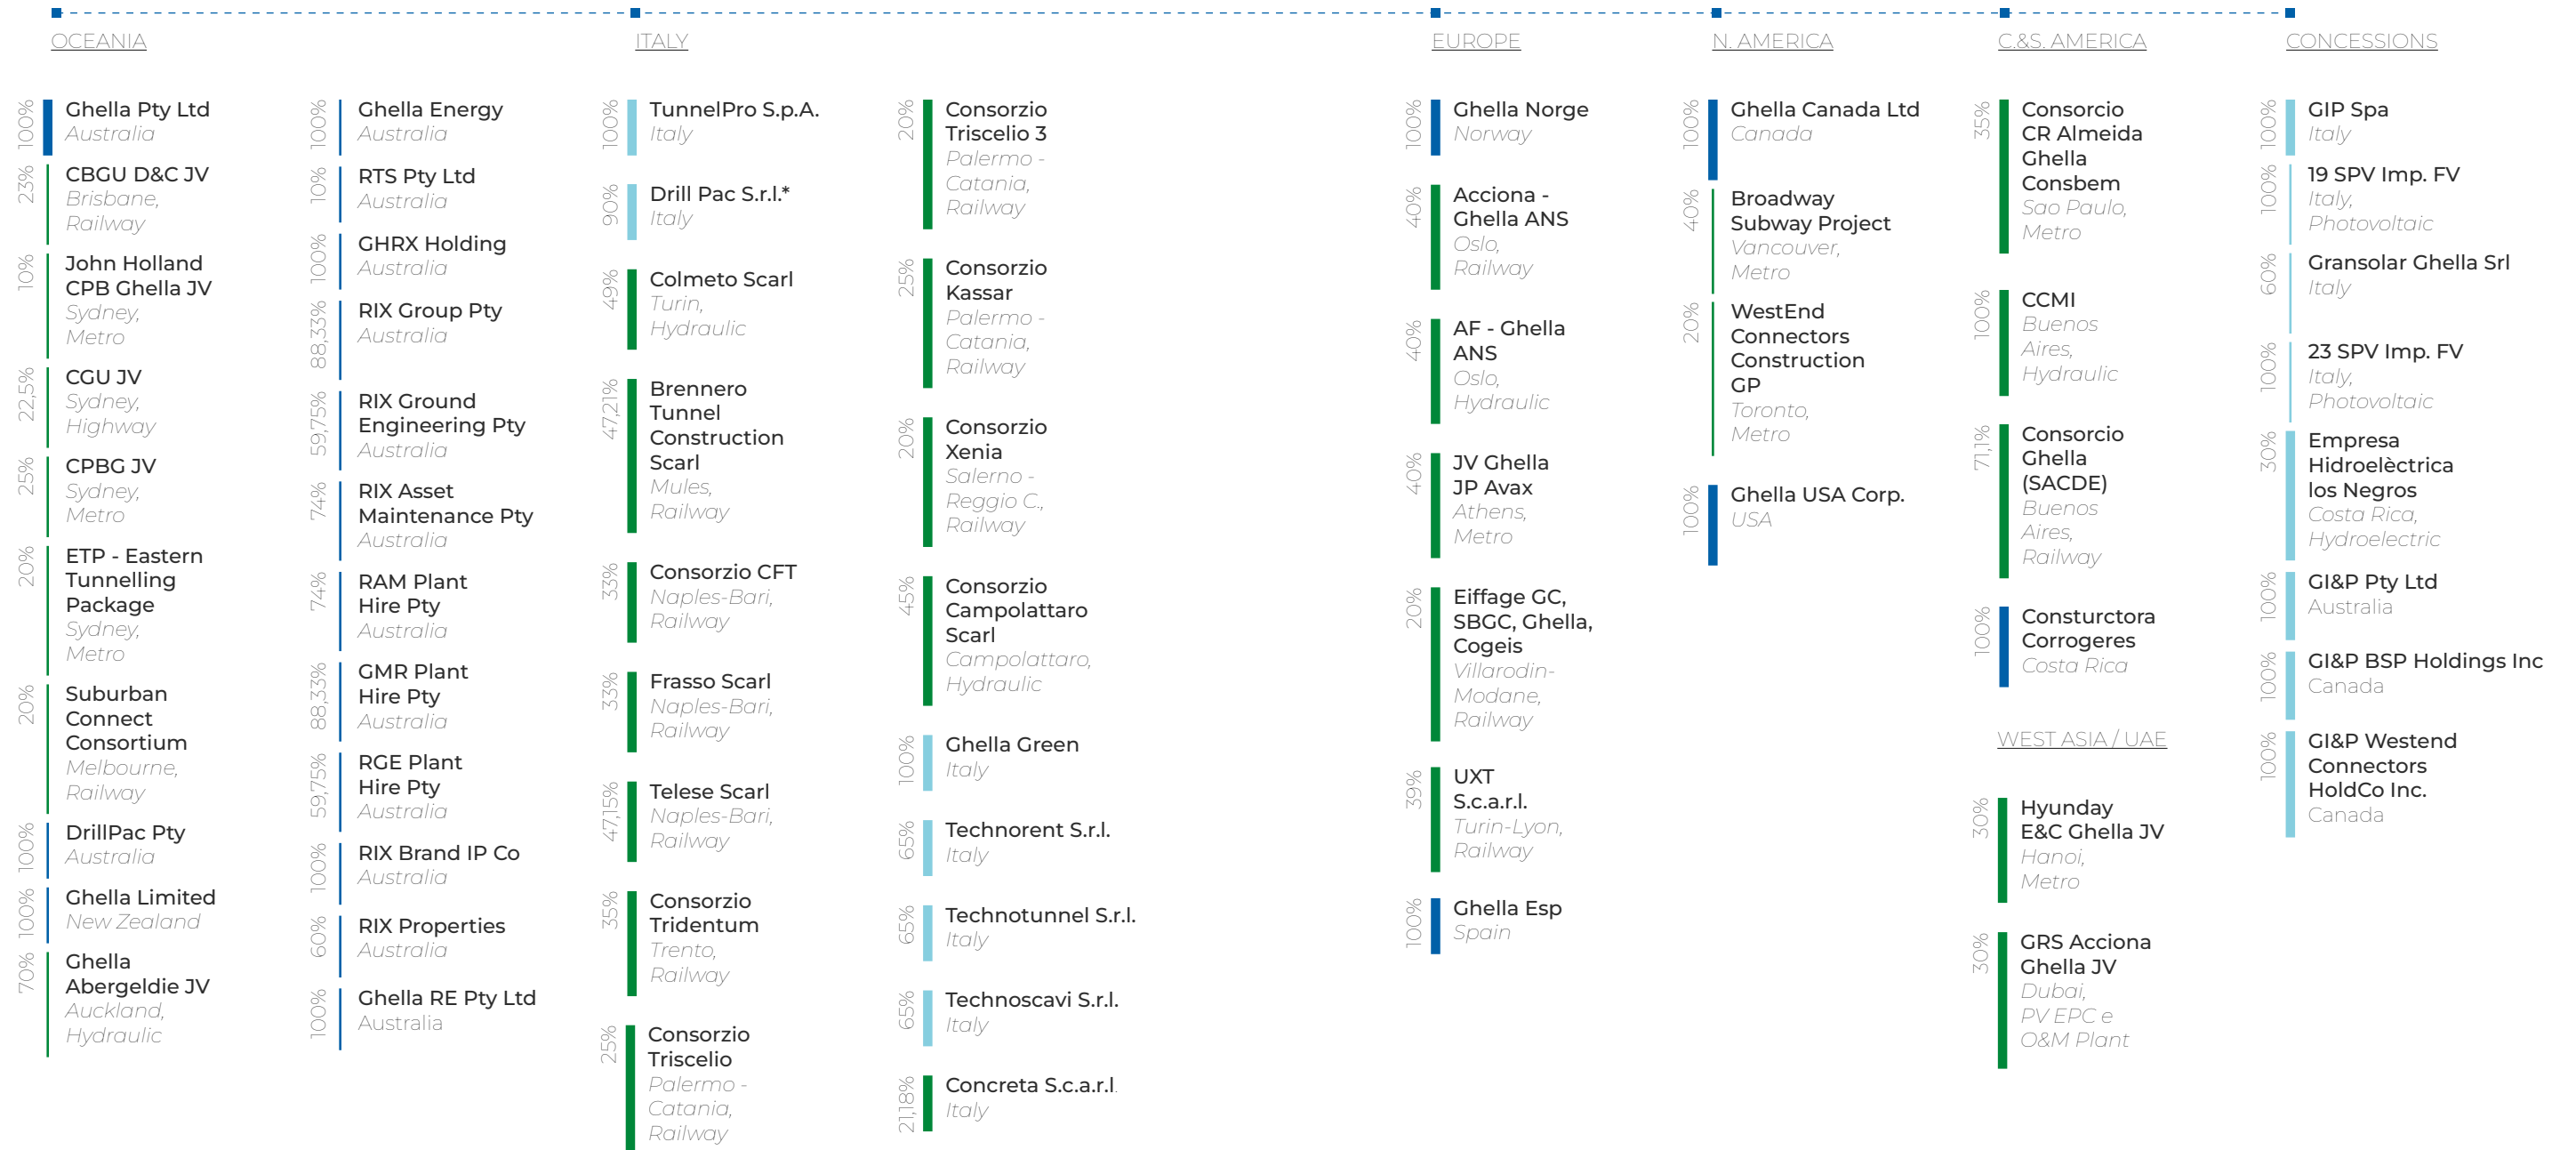 OCEANIA
100%
Ghella Pty Ltd
Australia
23%
CBGU D&C JV
Brisbane,
Railway
10%
John Holland
CPB Ghella JV
Sydney,
Metro
22,5%
CGU JV
Sydney,
Highway
25%
CPBG JV
Sydney,
Metro
20%
ETP - Eastern
Tunnelling
Package
Sydney,
Metro
20%
Suburban
Connect
Consortium
Melbourne,
Railway
100%
DrillPac Pty
Australia
100%
Ghella Limited
New Zealand
70%
Ghella
Abergeldie JV
Auckland,
Hydraulic
100%
Ghella Energy
Australia
10%
RTS Pty Ltd
Australia
100%
GHRX Holding
Australia
88,33%
RIX Group Pty
Australia
59,75%
RIX Ground
Engineering Pty
Australia
74%
RIX Asset
Maintenance Pty
Australia
74%
RAM Plant
Hire Pty
Australia
88,33%
GMR Plant
Hire Pty
Australia
59,75%
RGE Plant
Hire Pty
Australia
100%
RIX Brand IP Co
Australia
60%
RIX Properties
Australia
100%
Ghella RE Pty Ltd
Australia
ITALY
100%
TunnelPro S.p.A.
Italy
90%
Drill Pac S.r.l.*
Italy
49%
Colmeto Scarl
Turin,
Hydraulic
47,21%
Brennero
Tunnel
Construction
Scarl
Mules,
Railway
33%
Consorzio CFT
Naples-Bari,
Railway
33%
Frasso Scarl
Naples-Bari,
Railway
47,15%
Telese Scarl
Naples-Bari,
Railway
35%
Consorzio
Tridentum
Trento,
Railway
25%
Consorzio
Triscelio
Palermo -
Catania,
Railway
20%
Consorzio
Triscelio 3
Palermo -
Catania,
Railway
25%
Consorzio
Kassar
Palermo -
Catania,
Railway
20%
Consorzio
Xenia
Salerno -
Reggio C.,
Railway
45%
Consorzio
Campolattaro
Scarl
Campolattaro,
Hydraulic
100%
Ghella Green
Italy
65%
Technorent S.r.l.
Italy
65%
Technotunnel S.r.l.
Italy
65%
Technoscavi S.r.l.
Italy
21,18%
Concreta S.c.a.r.l.
Italy
EUROPE
100%
Ghella Norge
Norway
40%
Acciona -
Ghella ANS
Oslo,
Railway
40%
AF - Ghella
ANS
Oslo,
Hydraulic
40%
JV Ghella
JP Avax
Athens,
Metro
20%
Eiffage GC,
SBGC, Ghella,
Cogeis
Villarodin-
Modane,
Railway
39%
UXT
S.c.a.r.l.
Turin-Lyon,
Railway
100%
Ghella Esp
Spain
N. AMERICA
100%
Ghella Canada Ltd
Canada
40%
Broadway
Subway Project
Vancouver,
Metro
20%
WestEnd
Connectors
Construction
GP
Toronto,
Metro
100%
Ghella USA Corp.
USA
C.&S. AMERICA
35%
Consorcio
CR Almeida
Ghella
Consbem
Sao Paulo,
Metro
100%
CCMI
Buenos
Aires,
Hydraulic
71,1%
Consorcio
Ghella
(SACDE)
Buenos
Aires,
Railway
100%
Consturctora
Corrogeres
Costa Rica
WEST ASIA / UAE
30%
Hyunday
E&C Ghella JV
Hanoi,
Metro
30%
GRS Acciona
Ghella JV
Dubai,
PV EPC e
O&M Plant
CONCESSIONS
100%
GIP Spa
Italy
100%
19 SPV Imp. FV
Italy,
Photovoltaic
60%
Gransolar Ghella Srl
Italy
100%
23 SPV Imp. FV
Italy,
Photovoltaic
30%
Empresa
Hidroelèctrica
los Negros
Costa Rica,
Hydroelectric
100%
GI&P Pty Ltd
Australia
100%
GI&P BSP Holdings Inc
Canada
100%
GI&P Westend
Connectors
HoldCo Inc.
Canada